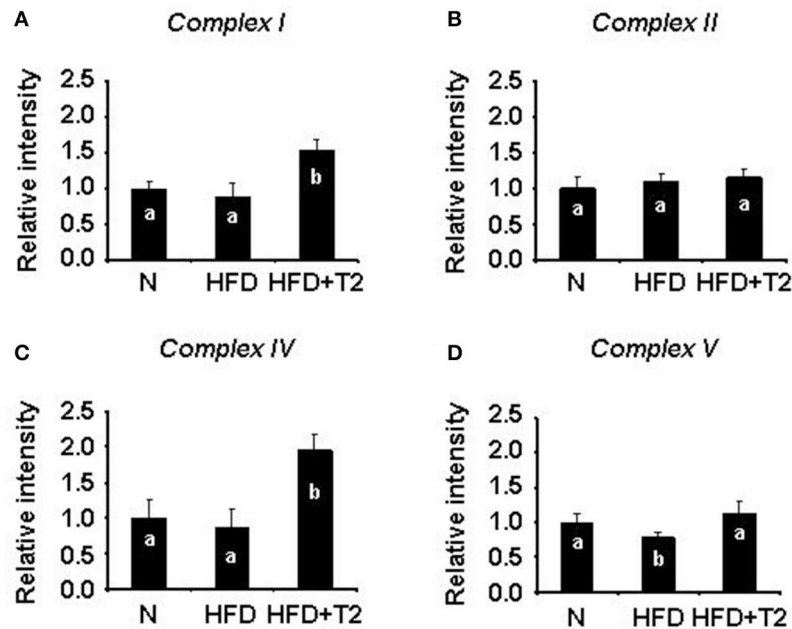 A
Complex I
Relative intensity
2.5
2.0
1.5
1.0
0.5
0.0
a
a
b
N HFD HFD+T2
B
Complex II
Relative intensity
2.5
2.0
1.5
1.0
0.5
0.0
a
a
a
N HFD HFD+T2
C
Complex IV
Relative intensity
2.5
2.0
1.5
1.0
0.5
0.0
a
a
b
N HFD HFD+T2
D
Complex V
Relative intensity
2.5
2.0
1.5
1.0
0.5
0.0
a
b
a
N HFD HFD+T2